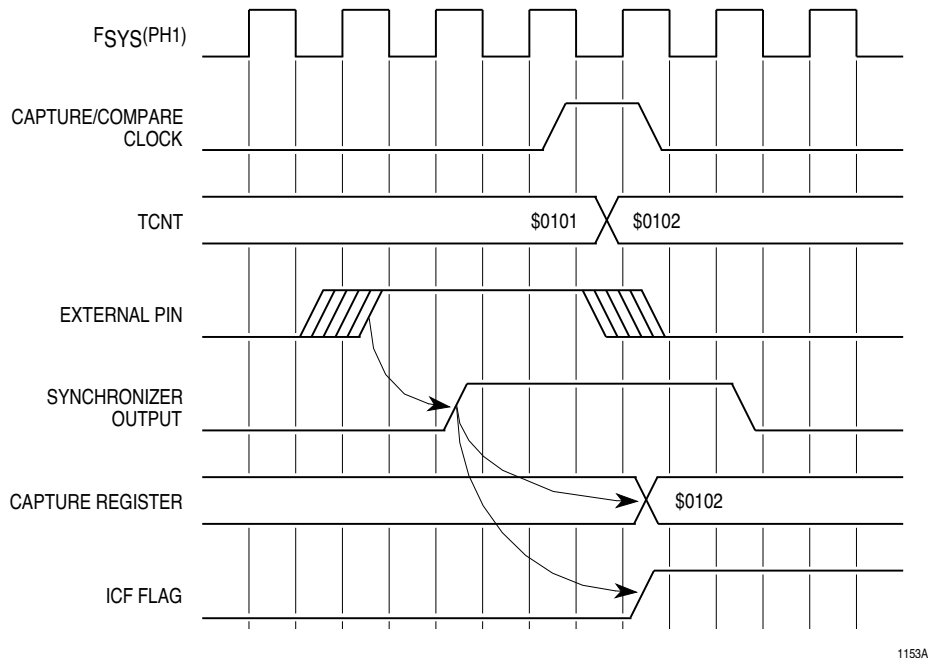 FSYS(PH1)
CAPTURE/COMPARE
CLOCK
TCNT
$0101
$0102
EXTERNAL PIN
SYNCHRONIZER
OUTPUT
CAPTURE REGISTER
$0102
ICF FLAG
1153A